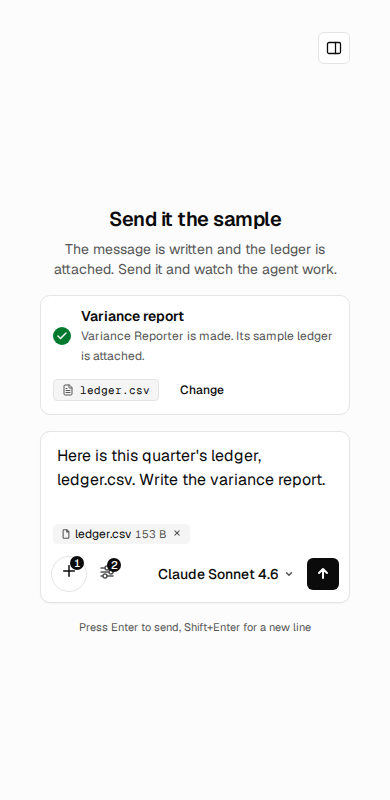 Send it the sample
The message is written and the ledger is
attached. Send it and watch the agent work.
Variance report
Variance Reporter is made. Its sample ledger
is attached.
ledger.csv
Change
Here is this quarter's ledger,
ledger.csv. Write the variance report.
ledger.csv 153 B ×
1
2
Claude Sonnet 4.6
Press Enter to send, Shift+Enter for a new line